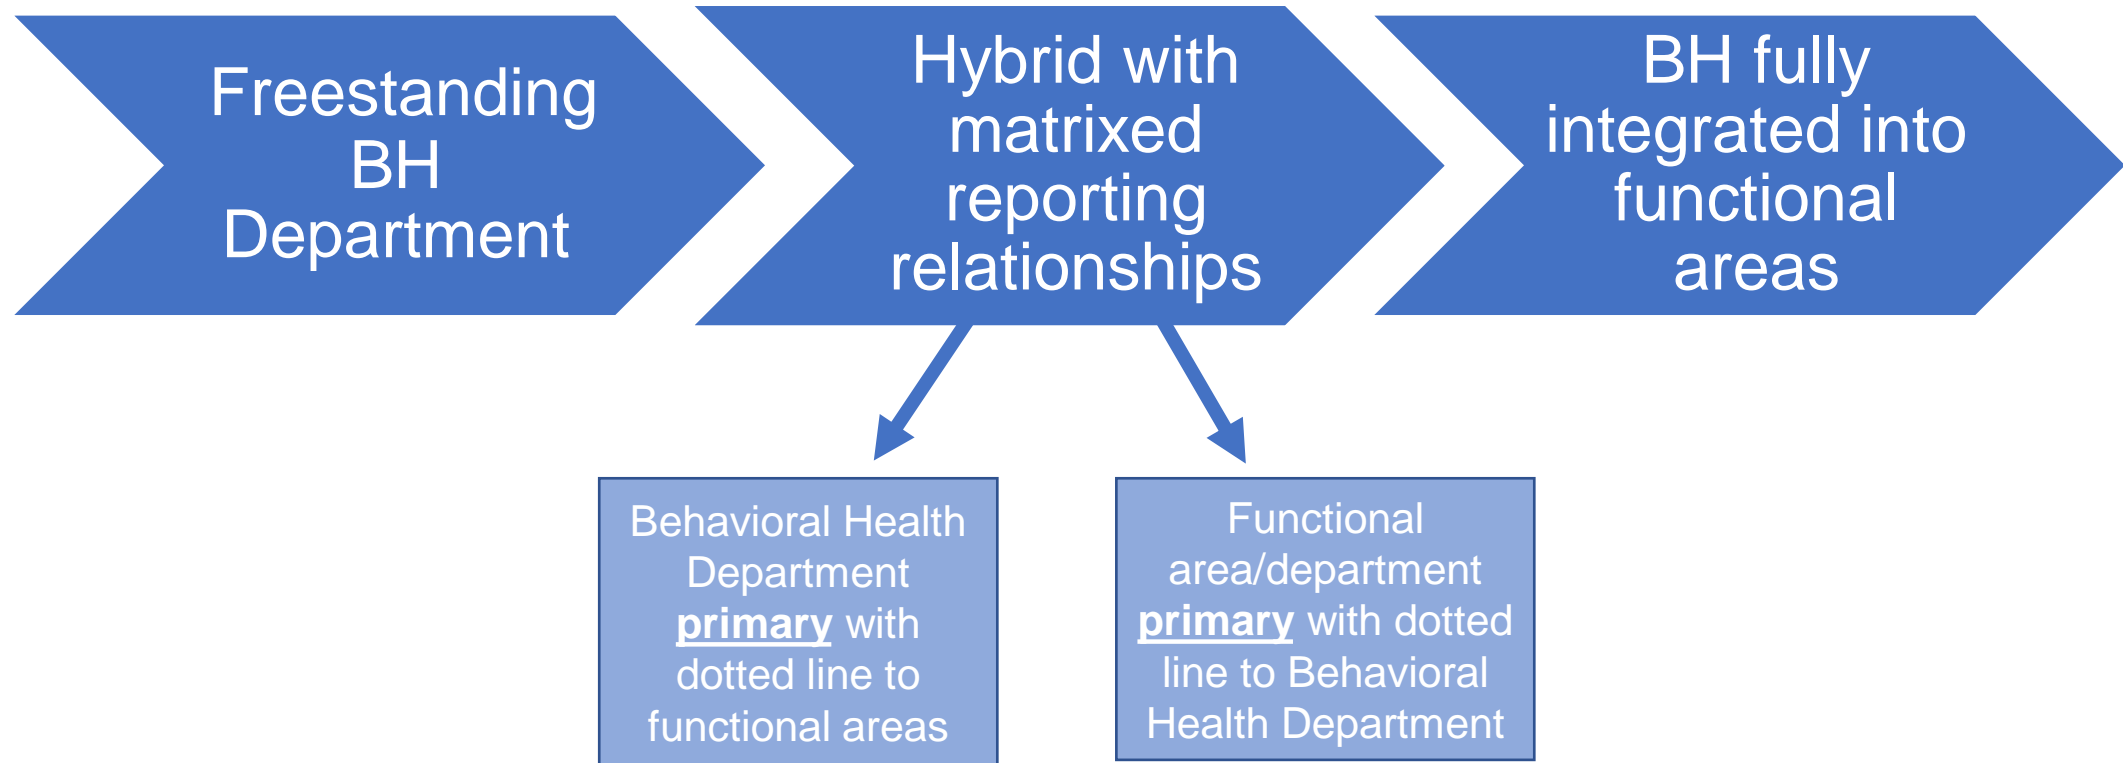 Freestanding
BH
Department
Hybrid with
matrixed
reporting
relationships
BH fully
integrated into
functional
areas
Behavioral Health
Department
primary with
dotted line to
functional areas
Functional
area/department
primary with dotted
line to Behavioral
Health Department